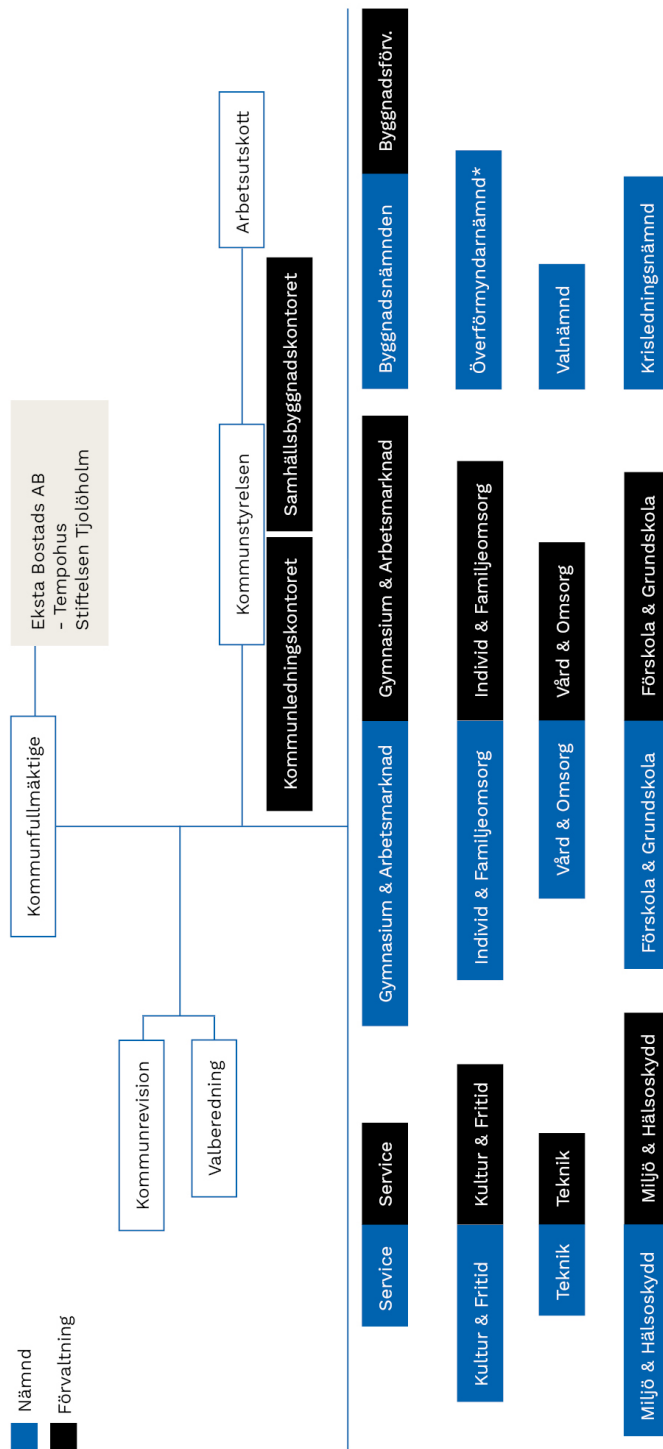 Nämnd
Förvaltning
Kommunfullmäktige
Eksta Bostads AB
- Tempohus
Stiftelsen Tjolöholm
Kommunrevision
Valberedning
Kommunstyrelsen
Arbetsutskott
Kommunledningskontoret
Samhällsbyggnadskontoret
Service
Service
Gymnasium & Arbetsmarknad
Gymnasium & Arbetsmarknad
Byggnadsnämnden
Byggnadsförv.
Kultur & Fritid
Kultur & Fritid
Individ & Familjeomsorg
Individ & Familjeomsorg
Överförmyndarnämnd*
Teknik
Teknik
Vård & Omsorg
Vård & Omsorg
Valnämnd
Miljö & Hälsoskydd
Miljö & Hälsoskydd
Förskola & Grundskola
Förskola & Grundskola
Krisledningsnämnd